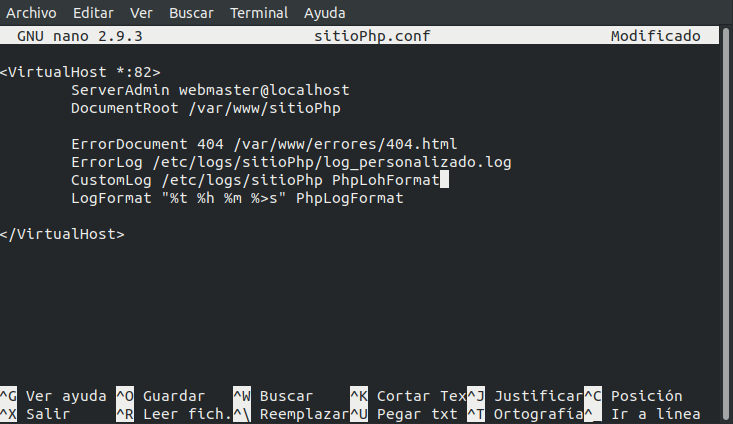 Archivo Editar Ver Buscar Terminal Ayuda
GNU nano 2.9.3 sitioPhp.conf Modificado
<VirtualHost *:82>
ServerAdmin webmaster@localhost
DocumentRoot /var/www/sitioPhp
ErrorDocument 404 /var/www/errores/404.html
ErrorLog /etc/logs/sitioPhp/log_personalizado.log
CustomLog /etc/logs/sitioPhp PhpLohFormat
LogFormat "%t %h %m %>s" PhpLogFormat
</VirtualHost>
^G Ver ayuda ^O Guardar ^W Buscar ^K Cortar Tex^J Justificar^C Posición
^X Salir ^R Leer fich.^\ Reemplazar^U Pegar txt ^T Ortografía^_ Ir a línea